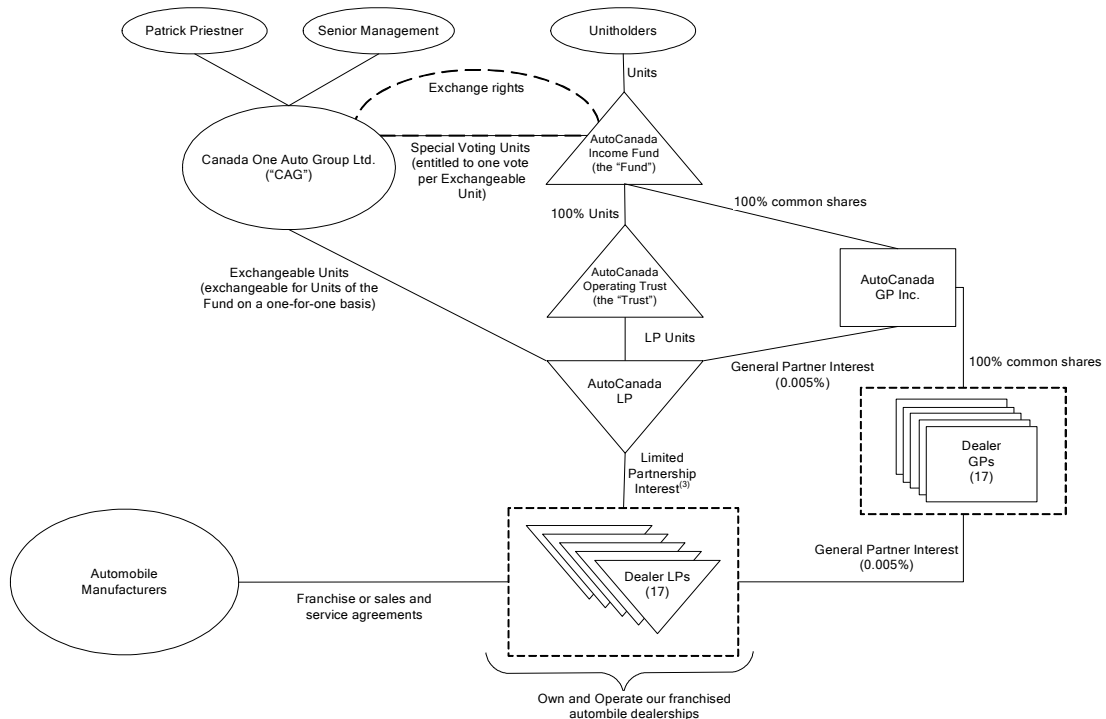 Patrick Priestner
Senior Management
Unitholders
Units
Exchange rights
AutoCanada
Income Fund
(the “Fund”)
Canada One Auto Group Ltd.
(“CAG”)
Special Voting Units
(entitled to one vote
per Exchangeable
Unit)
100% Units
100% common shares
Exchangeable Units
(exchangeable for Units of the
Fund on a one-for-one basis)
AutoCanada
Operating Trust
(the “Trust”)
AutoCanada
GP Inc.
LP Units
General Partner Interest
(0.005%)
100% common shares
AutoCanada
LP
Limited
Partnership
Interest(3)
Dealer
GPs
(17)
General Partner Interest
(0.005%)
Automobile
Manufacturers
Franchise or sales and
service agreements
Dealer LPs
(17)
Own and Operate our franchised
autombile dealerships